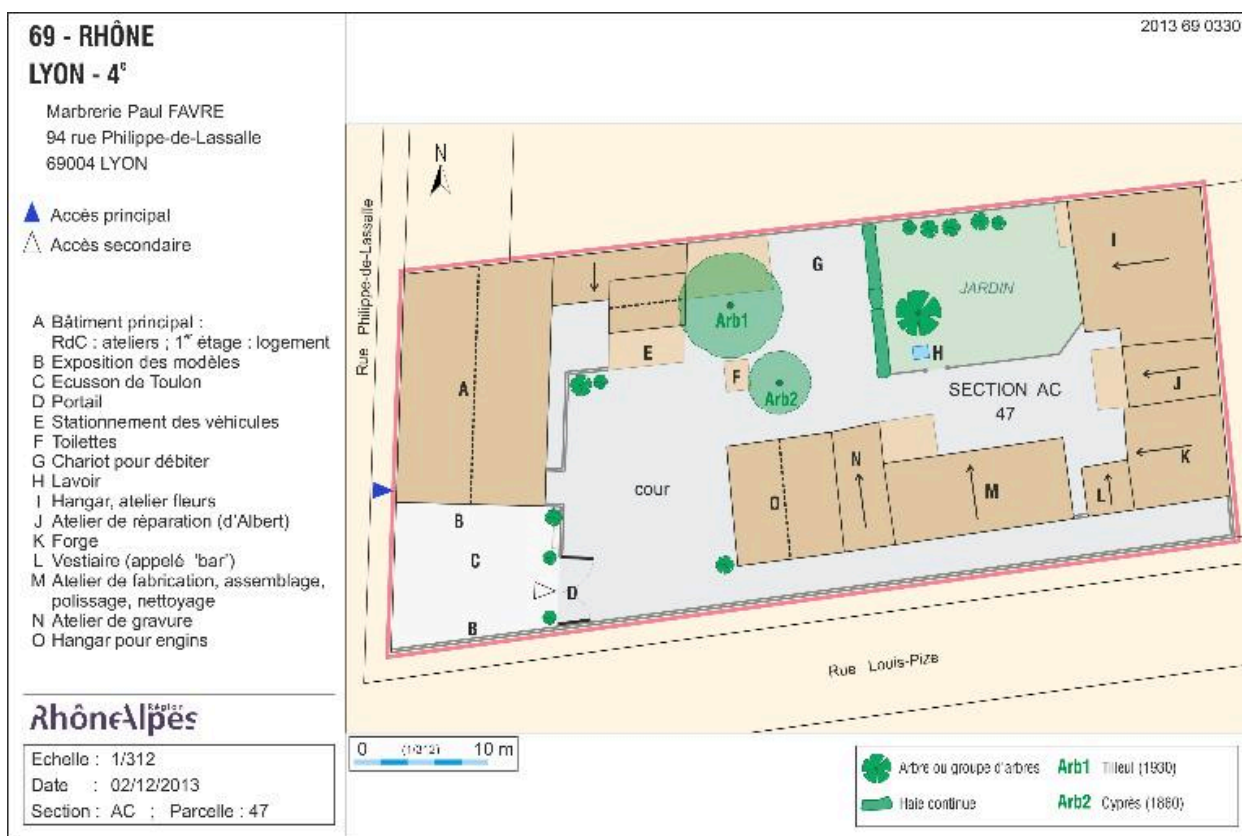 69 - RHÔNE
LYON - 4e
Marbrerie Paul FAVRE
94 rue Philippe-de-Lassalle
69004 LYON
Accès principal
Accès secondaire
A Bâtiment principal :
RdC : ateliers ; 1er étage : logement
B Exposition des modèles
C Ecusson de Toulon
D Portail
E Stationnement des véhicules
F Toilettes
G Chariot pour débiter
H Lavoir
I Hangar, atelier fleurs
J Atelier de réparation (d'Albert)
K Forge
L Vestiaire (appelé 'bar')
M Atelier de fabrication, assemblage,
polissage, nettoyage
N Atelier de gravure
O Hangar pour engins
Région
RhôneAlpes
Echelle : 1/312
Date : 02/12/2013
Section : AC ; Parcelle : 47
2013 69 0330
N
Rue Philippe-de-Lassalle
A
E
Arb1
G
JARDIN
I
F
Arb2
H
SECTION AC
47
J
K
L
M
N
O
cour
B
C
D
B
Rue Louis-Pize
0 (1/312) 10 m
Arbre ou groupe d'arbres
Arb1 Tilleul (1930)
Haie continue
Arb2 Cyprès (1880)